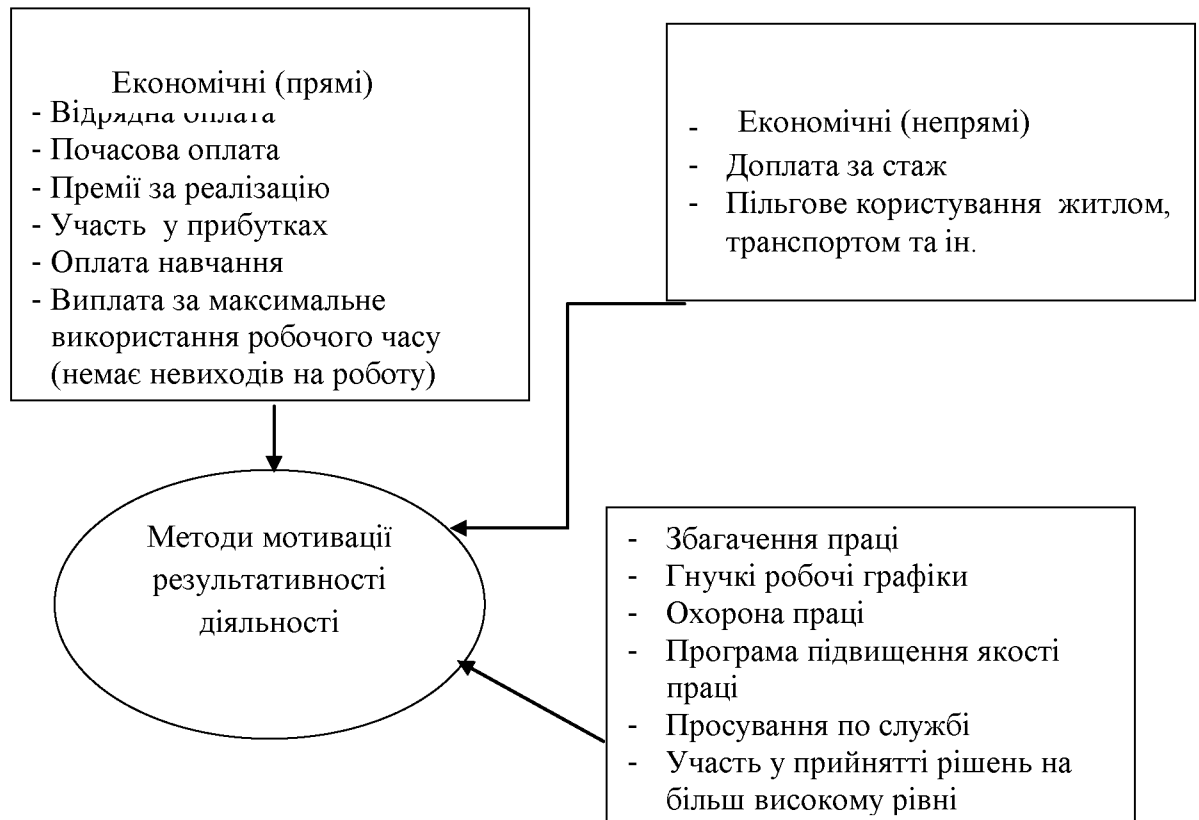 Економічні (прямі)
- Відрядна оплата
- Почасова оплата
- Премії за реалізацію
- Участь у прибутках
- Оплата навчання
- Виплата за максимальне
використання робочого часу
(немає невиходів на роботу)
- Економічні (непрямі)
- Доплата за стаж
- Пільгове користування житлом,
транспортом та ін.
Методи мотивації
результативності
діяльності
- Збагачення праці
- Гнучкі робочі графіки
- Охорона праці
- Програма підвищення якості
праці
- Просування по службі
- Участь у прийнятті рішень на
більш високому рівні